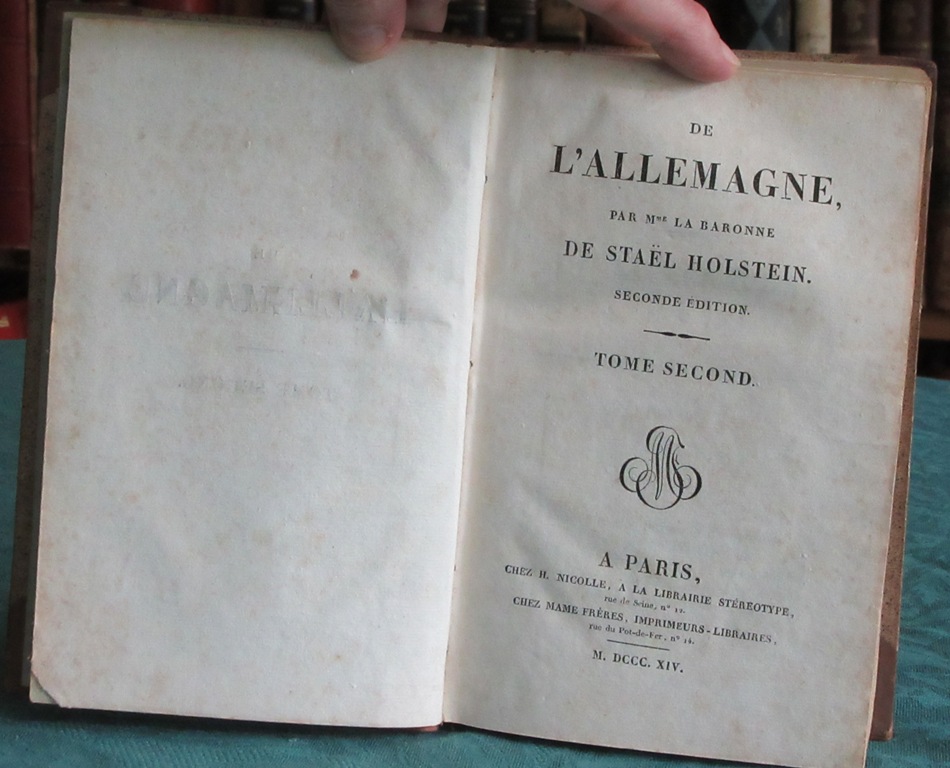 DE
L'ALLEMAGNE,
PAR Mme LA BARONNE
DE STAËL HOLSTEIN.
SECONDE ÉDITION.
TOME SECOND.
A PARIS,
CHEZ H. NICOLLE, A LA LIBRAIRIE STÉRÉOTYPE,
rue de Seine, n° 12.
CHEZ MAME FRÈRES, IMPRIMEURS-LIBRAIRES,
rue du Pot-de-Fer, n° 14.
M. DCCC. XIV.